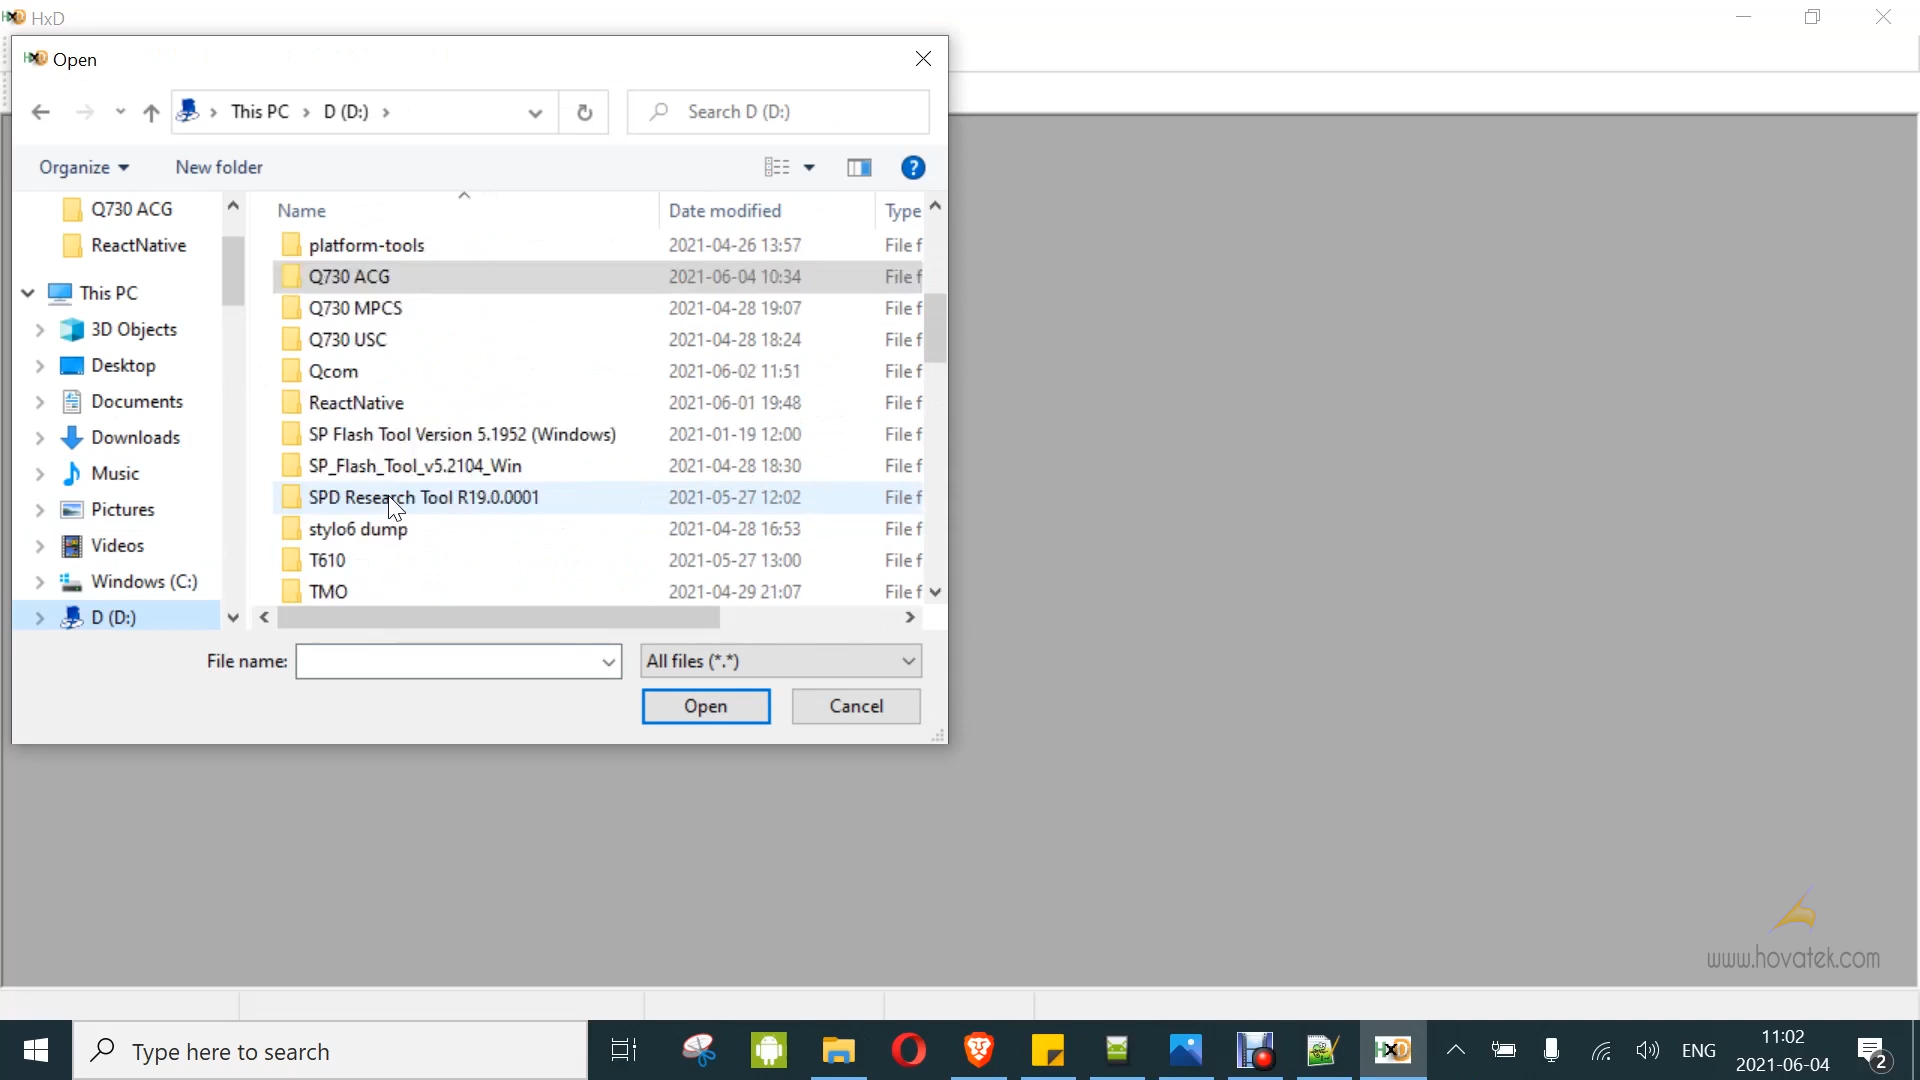 HxD
Open
This PC > D (D:) >
Search D (D:)
Organize
New folder
Q730 ACG
ReactNative
This PC
3D Objects
Desktop
Documents
Downloads
Music
Pictures
Videos
Windows (C:)
D (D:)
Name Date modified Type
platform-tools 2021-04-26 13:57 File f
Q730 ACG 2021-06-04 10:34 File f
Q730 MPCS 2021-04-28 19:07 File f
Q730 USC 2021-04-28 18:24 File f
Qcom 2021-06-02 11:51 File f
ReactNative 2021-06-01 19:48 File f
SP Flash Tool Version 5.1952 (Windows) 2021-01-19 12:00 File f
SP_Flash_Tool_v5.2104_Win 2021-04-28 18:30 File f
SPD Research Tool R19.0.0001 2021-05-27 12:02 File f
stylo6 dump 2021-04-28 16:53 File f
T610 2021-05-27 13:00 File f
TMO 2021-04-29 21:07 File f
File name:
All files (*.*)
Open
Cancel
www.hovatek.com
Type here to search
HxD
ENG
11:02
2021-06-04
2